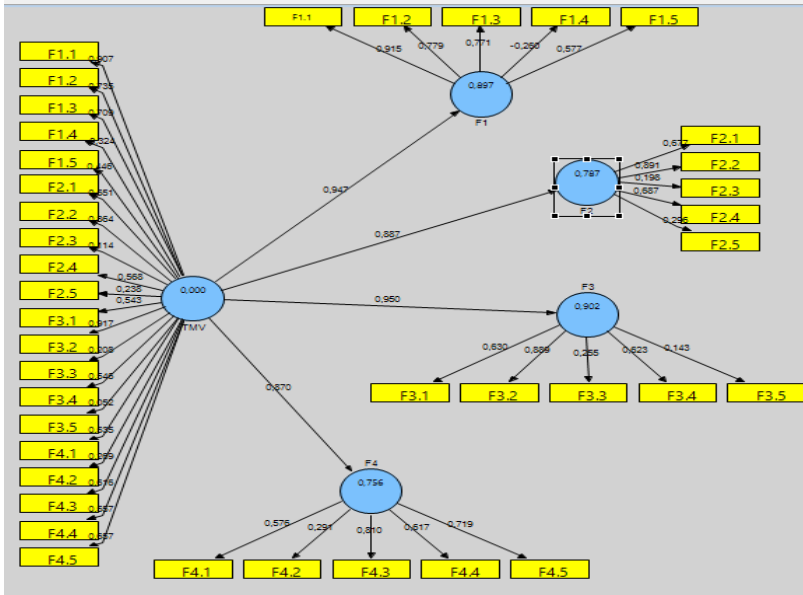 F1.1
F1.2
F1.3
F1.4
F1.5
0,915
0,779
0,771
-0,260
0,577
0,897
F1
F1.1
F1.2
F1.3
F1.4
F1.5
F2.1
F2.2
F2.3
F2.4
F2.5
F3.1
F3.2
F3.3
F3.4
F3.5
F4.1
F4.2
F4.3
F4.4
F4.5
0,568
0,238
0,543
0,917
0,000
TMV
0,947
0,887
0,950
0,870
0,787
F2
0,891
0,198
0,687
F2.1
F2.2
F2.3
F2.4
F2.5
F3
0,902
0,630
0,889
0,255
0,623
0,143
F3.1
F3.2
F3.3
F3.4
F3.5
F4
0,756
0,576
0,291
0,810
0,617
0,719
F4.1
F4.2
F4.3
F4.4
F4.5